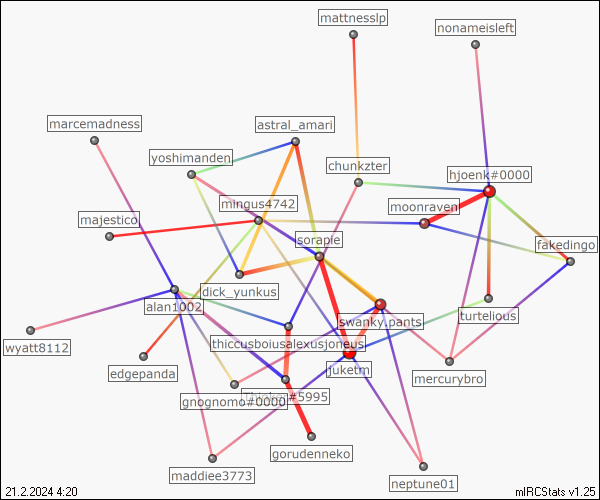 mattnesslp
nonameisleft
marcemadness
astral_amari
yoshimanden
chunkzter
hjoenk#0000
mingus4742
moonraven
majestico
sorapie
fakedingo
dick_yunkus
alan1002
swanky.pants
turtelious
thiccusboiusalexusjoneus
wyatt8112
juketm
edgepanda
mercurybro
gnognomo#0000
#5995
gorudenneko
maddiee3773
neptune01
21.2.2024 4:20
mIRCStats v1.25